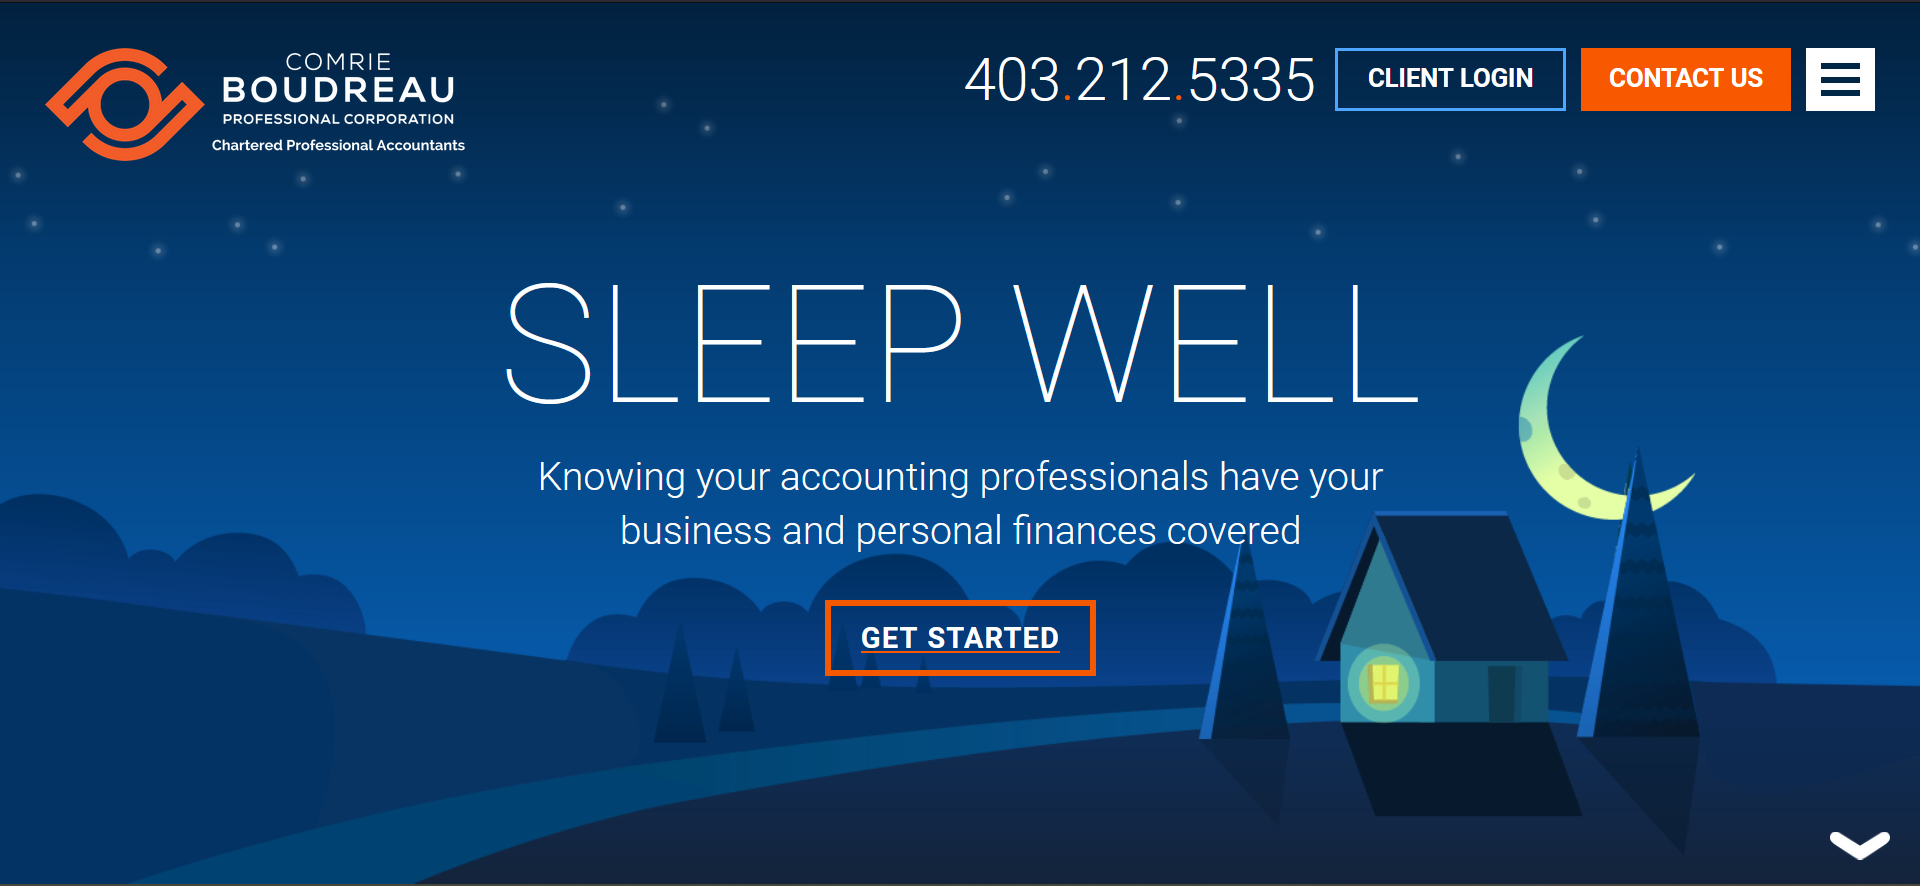 COMRIE
BOUDREAU
PROFESSIONAL CORPORATION
Chartered Professional Accountants
403.212.5335
CLIENT LOGIN
CONTACT US
SLEEP WELL
Knowing your accounting professionals have your
business and personal finances covered
GET STARTED